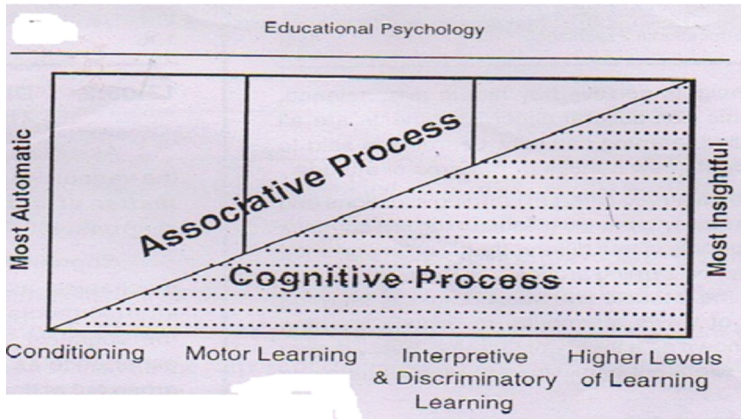 Educational Psychology
Most Automatic
Associative Process
Cognitive Process
Most Insightful
Conditioning
Motor Learning
Interpretive
& Discriminatory
Learning
Higher Levels
of Learning